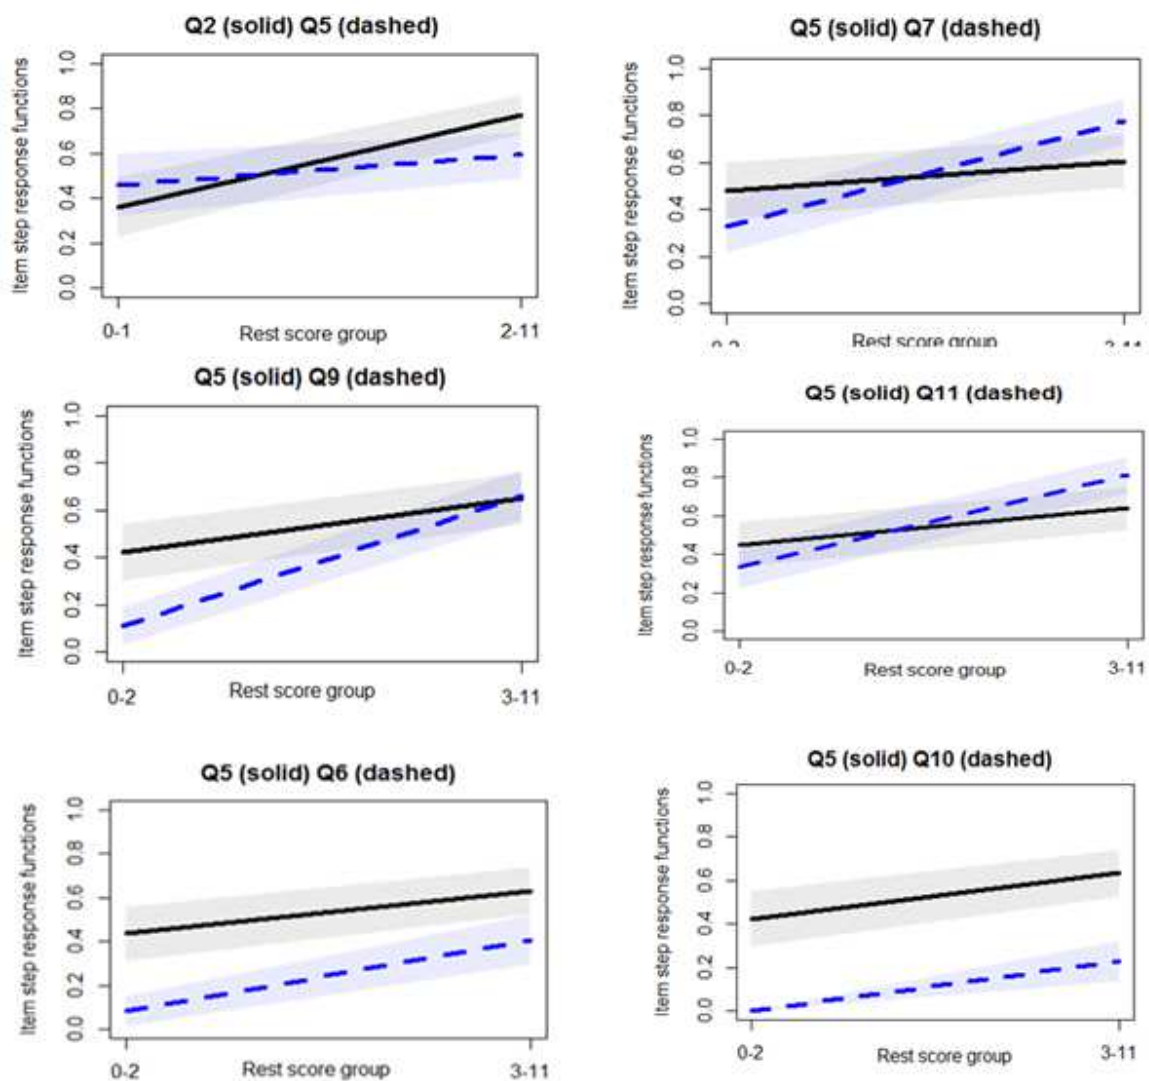 Q2 (solid) Q5 (dashed)
Item step response functions
1.0
0.8
0.6
0.4
0.2
0.0
0-1
Rest score group
2-11
Q5 (solid) Q7 (dashed)
Item step response functions
1.0
0.8
0.6
0.4
0.2
0.0
Rest score group
Q5 (solid) Q9 (dashed)
Item step response functions
1.0
0.8
0.6
0.4
0.2
0.0
0-2
Rest score group
3-11
Q5 (solid) Q11 (dashed)
Item step response functions
1.0
0.8
0.6
0.4
0.2
0.0
0-2
Rest score group
3-11
Q5 (solid) Q6 (dashed)
Item step response functions
1.0
0.8
0.6
0.4
0.2
0.0
0-2
Rest score group
3-11
Q5 (solid) Q10 (dashed)
Item step response functions
1.0
0.8
0.6
0.4
0.2
0.0
0-2
Rest score group
3-11